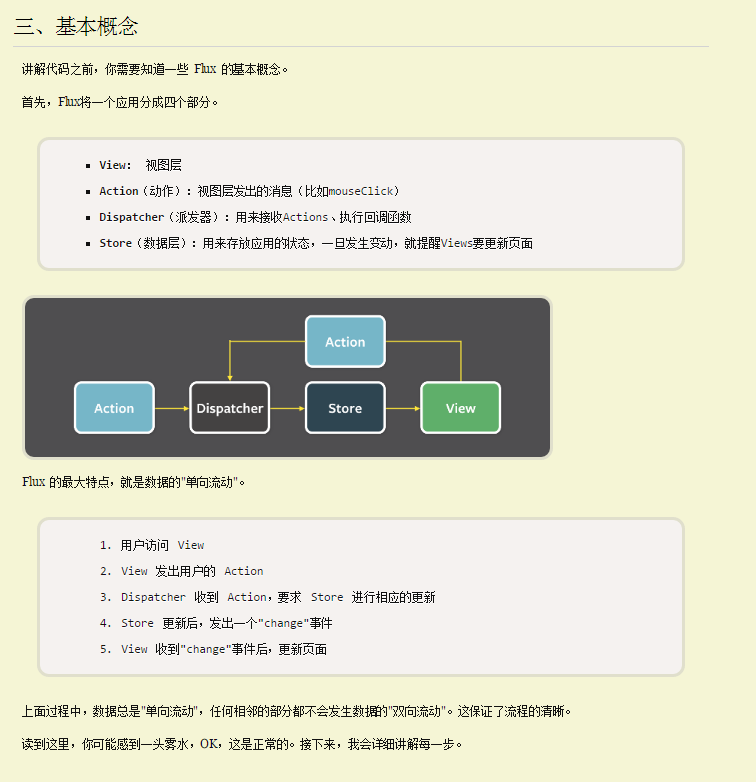 三、基本概念
讲解代码之前，你需要知道一些 Flux 的基本概念。
首先，Flux将一个应用分成四个部分。
View： 视图层
Action（动作）：视图层发出的消息（比如mouseClick）
Dispatcher（派发器）：用来接收Actions、执行回调函数
Store（数据层）：用来存放应用的状态，一旦发生变动，就提醒Views要更新页面
Action
Action
Dispatcher
Store
View
Flux 的最大特点，就是数据的"单向流动"。
1. 用户访问 View
2. View 发出用户的 Action
3. Dispatcher 收到 Action，要求 Store 进行相应的更新
4. Store 更新后，发出一个"change"事件
5. View 收到"change"事件后，更新页面
上面过程中，数据总是"单向流动"，任何相邻的部分都不会发生数据的"双向流动"。这保证了流程的清晰。
读到这里，你可能感到一头雾水，OK，这是正常的。接下来，我会详细讲解每一步。